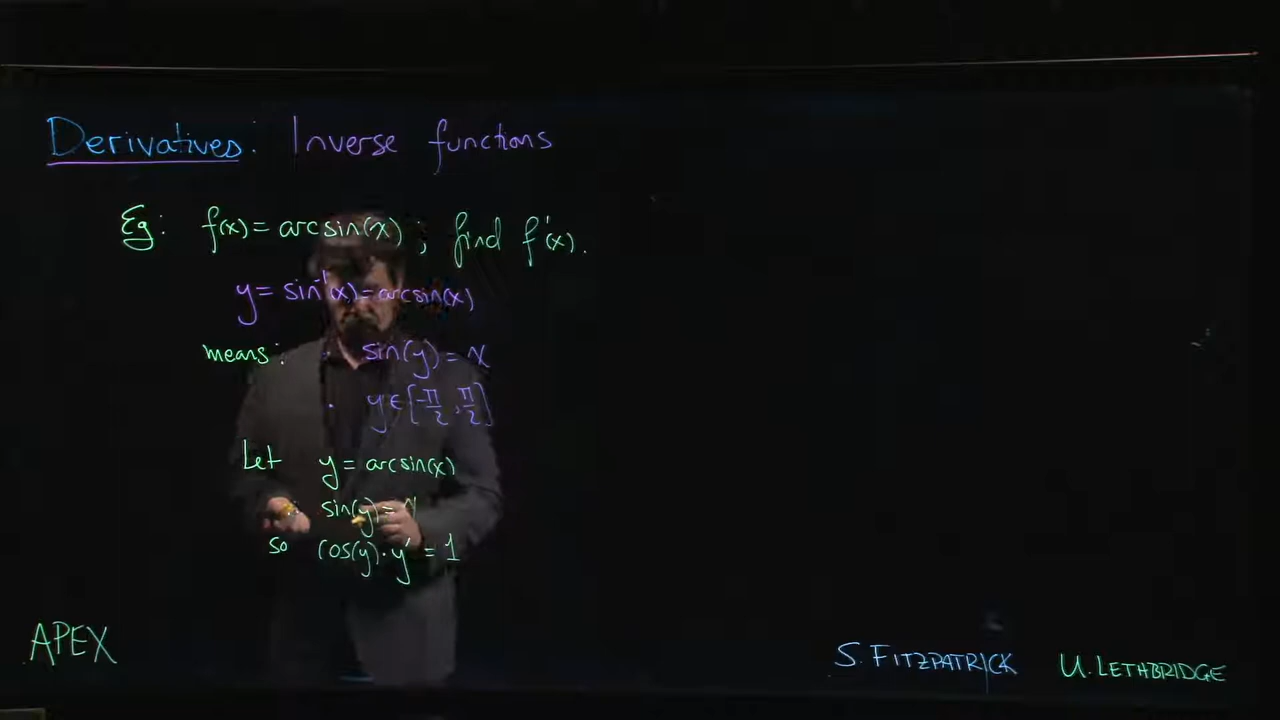 Derivatives: Inverse functions
Eg: f(x) = arcsin(x) ; find f'(x).
y = sin⁻¹(x) = arcsin(x)
means: · sin(y) = x
· y ∈ [-π/2, π/2]
Let y = arcsin(x)
∴ sin(y) = x
so cos(y) · y' = 1
APEX
S. FITZPATRICK U. LETHBRIDGE